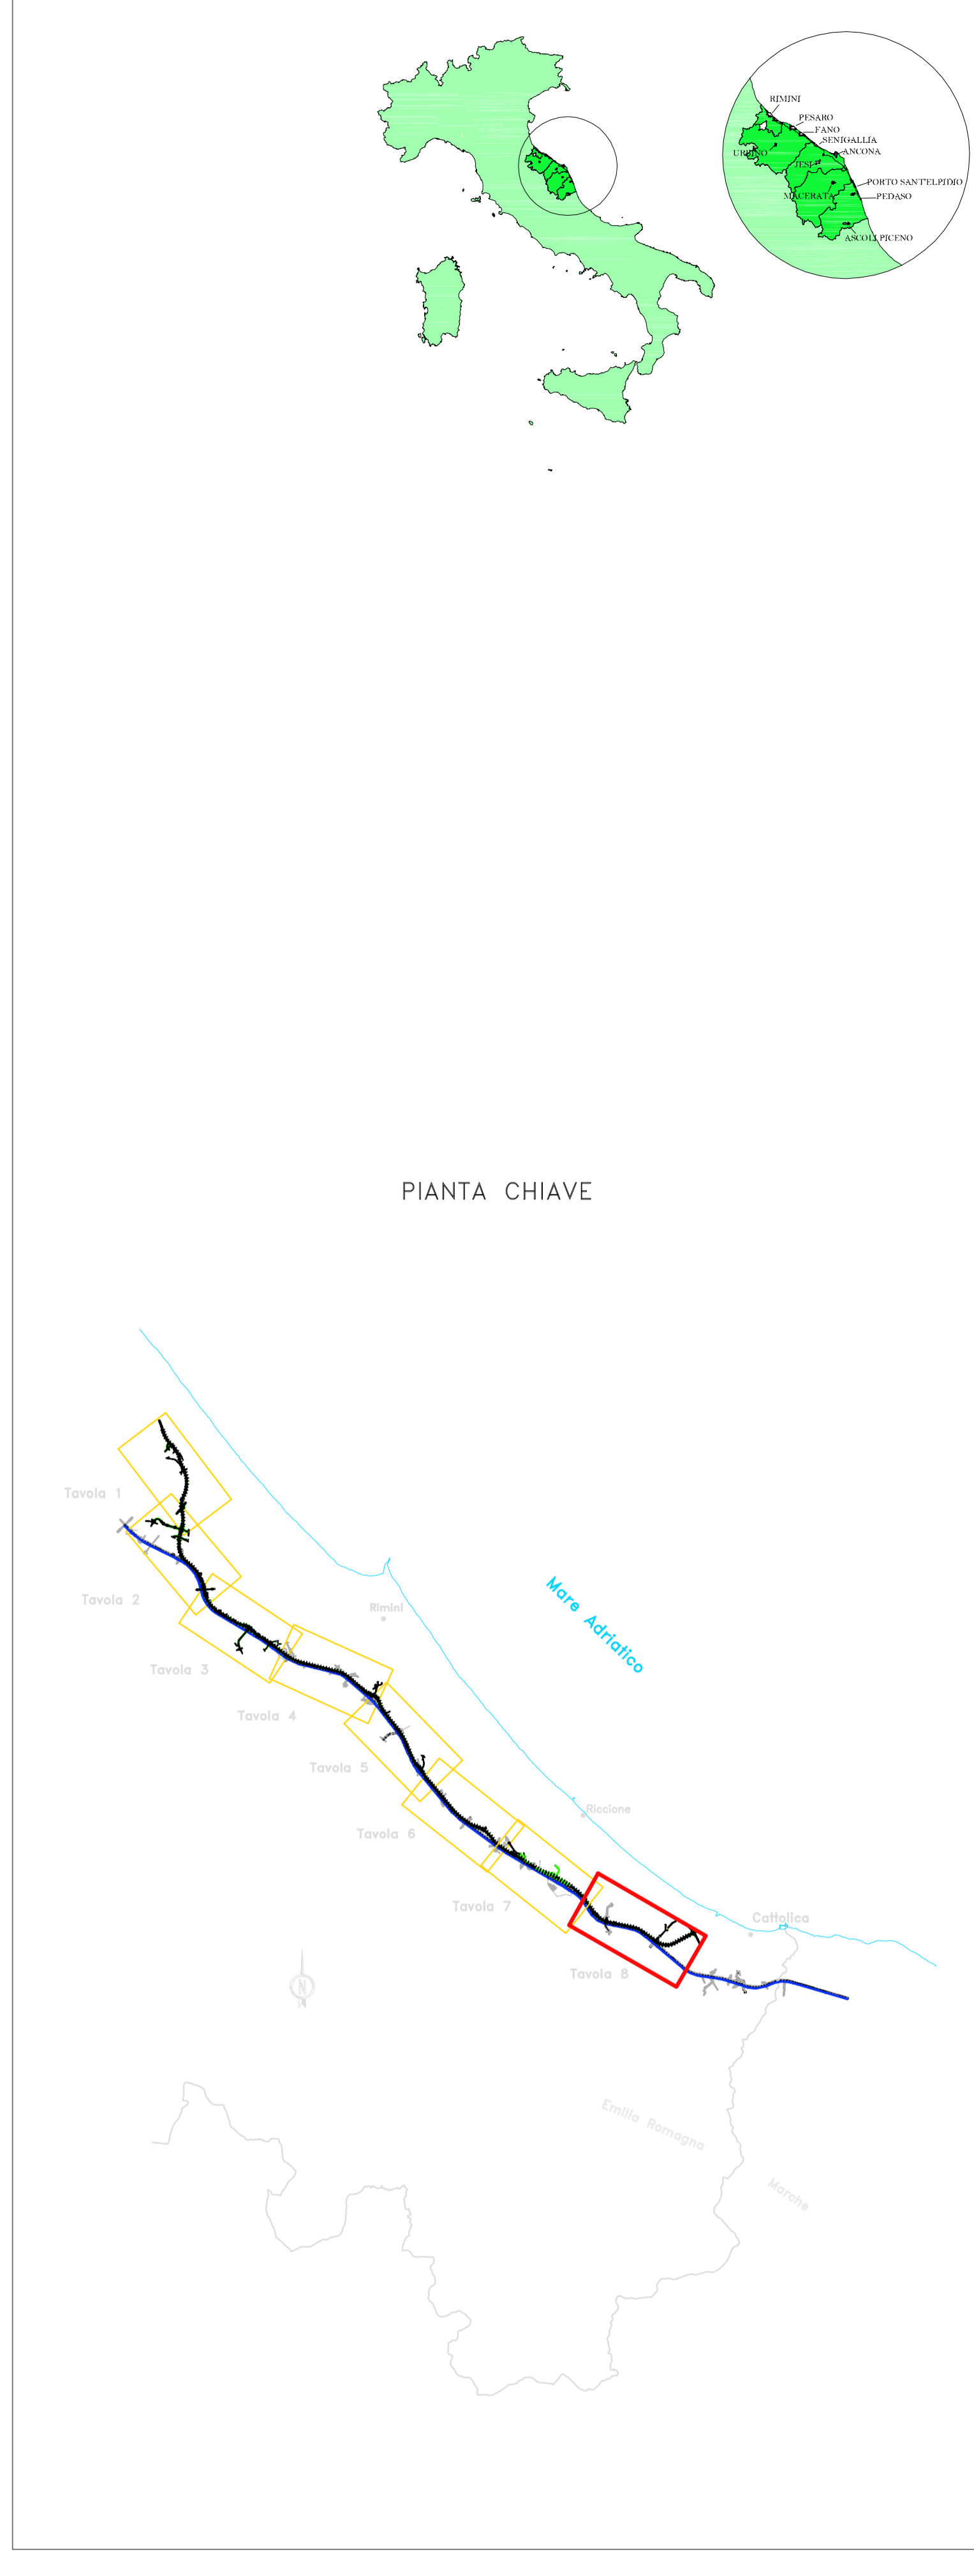 RIMINI
PESARO
FANO
SENIGALLIA
URBINO
ANCONA
JESI
PORTO SANT'ELPIDIO
MACERATA
PEDASO
ASCOLI PICENO
PIANTA CHIAVE
Tavola 1
Mare Adriatico
Tavola 2
Rimini
Tavola 3
Tavola 4
Tavola 5
Riccione
Tavola 6
Tavola 7
Cattolica
Tavola 8
N
Emilia Romagna
Marche